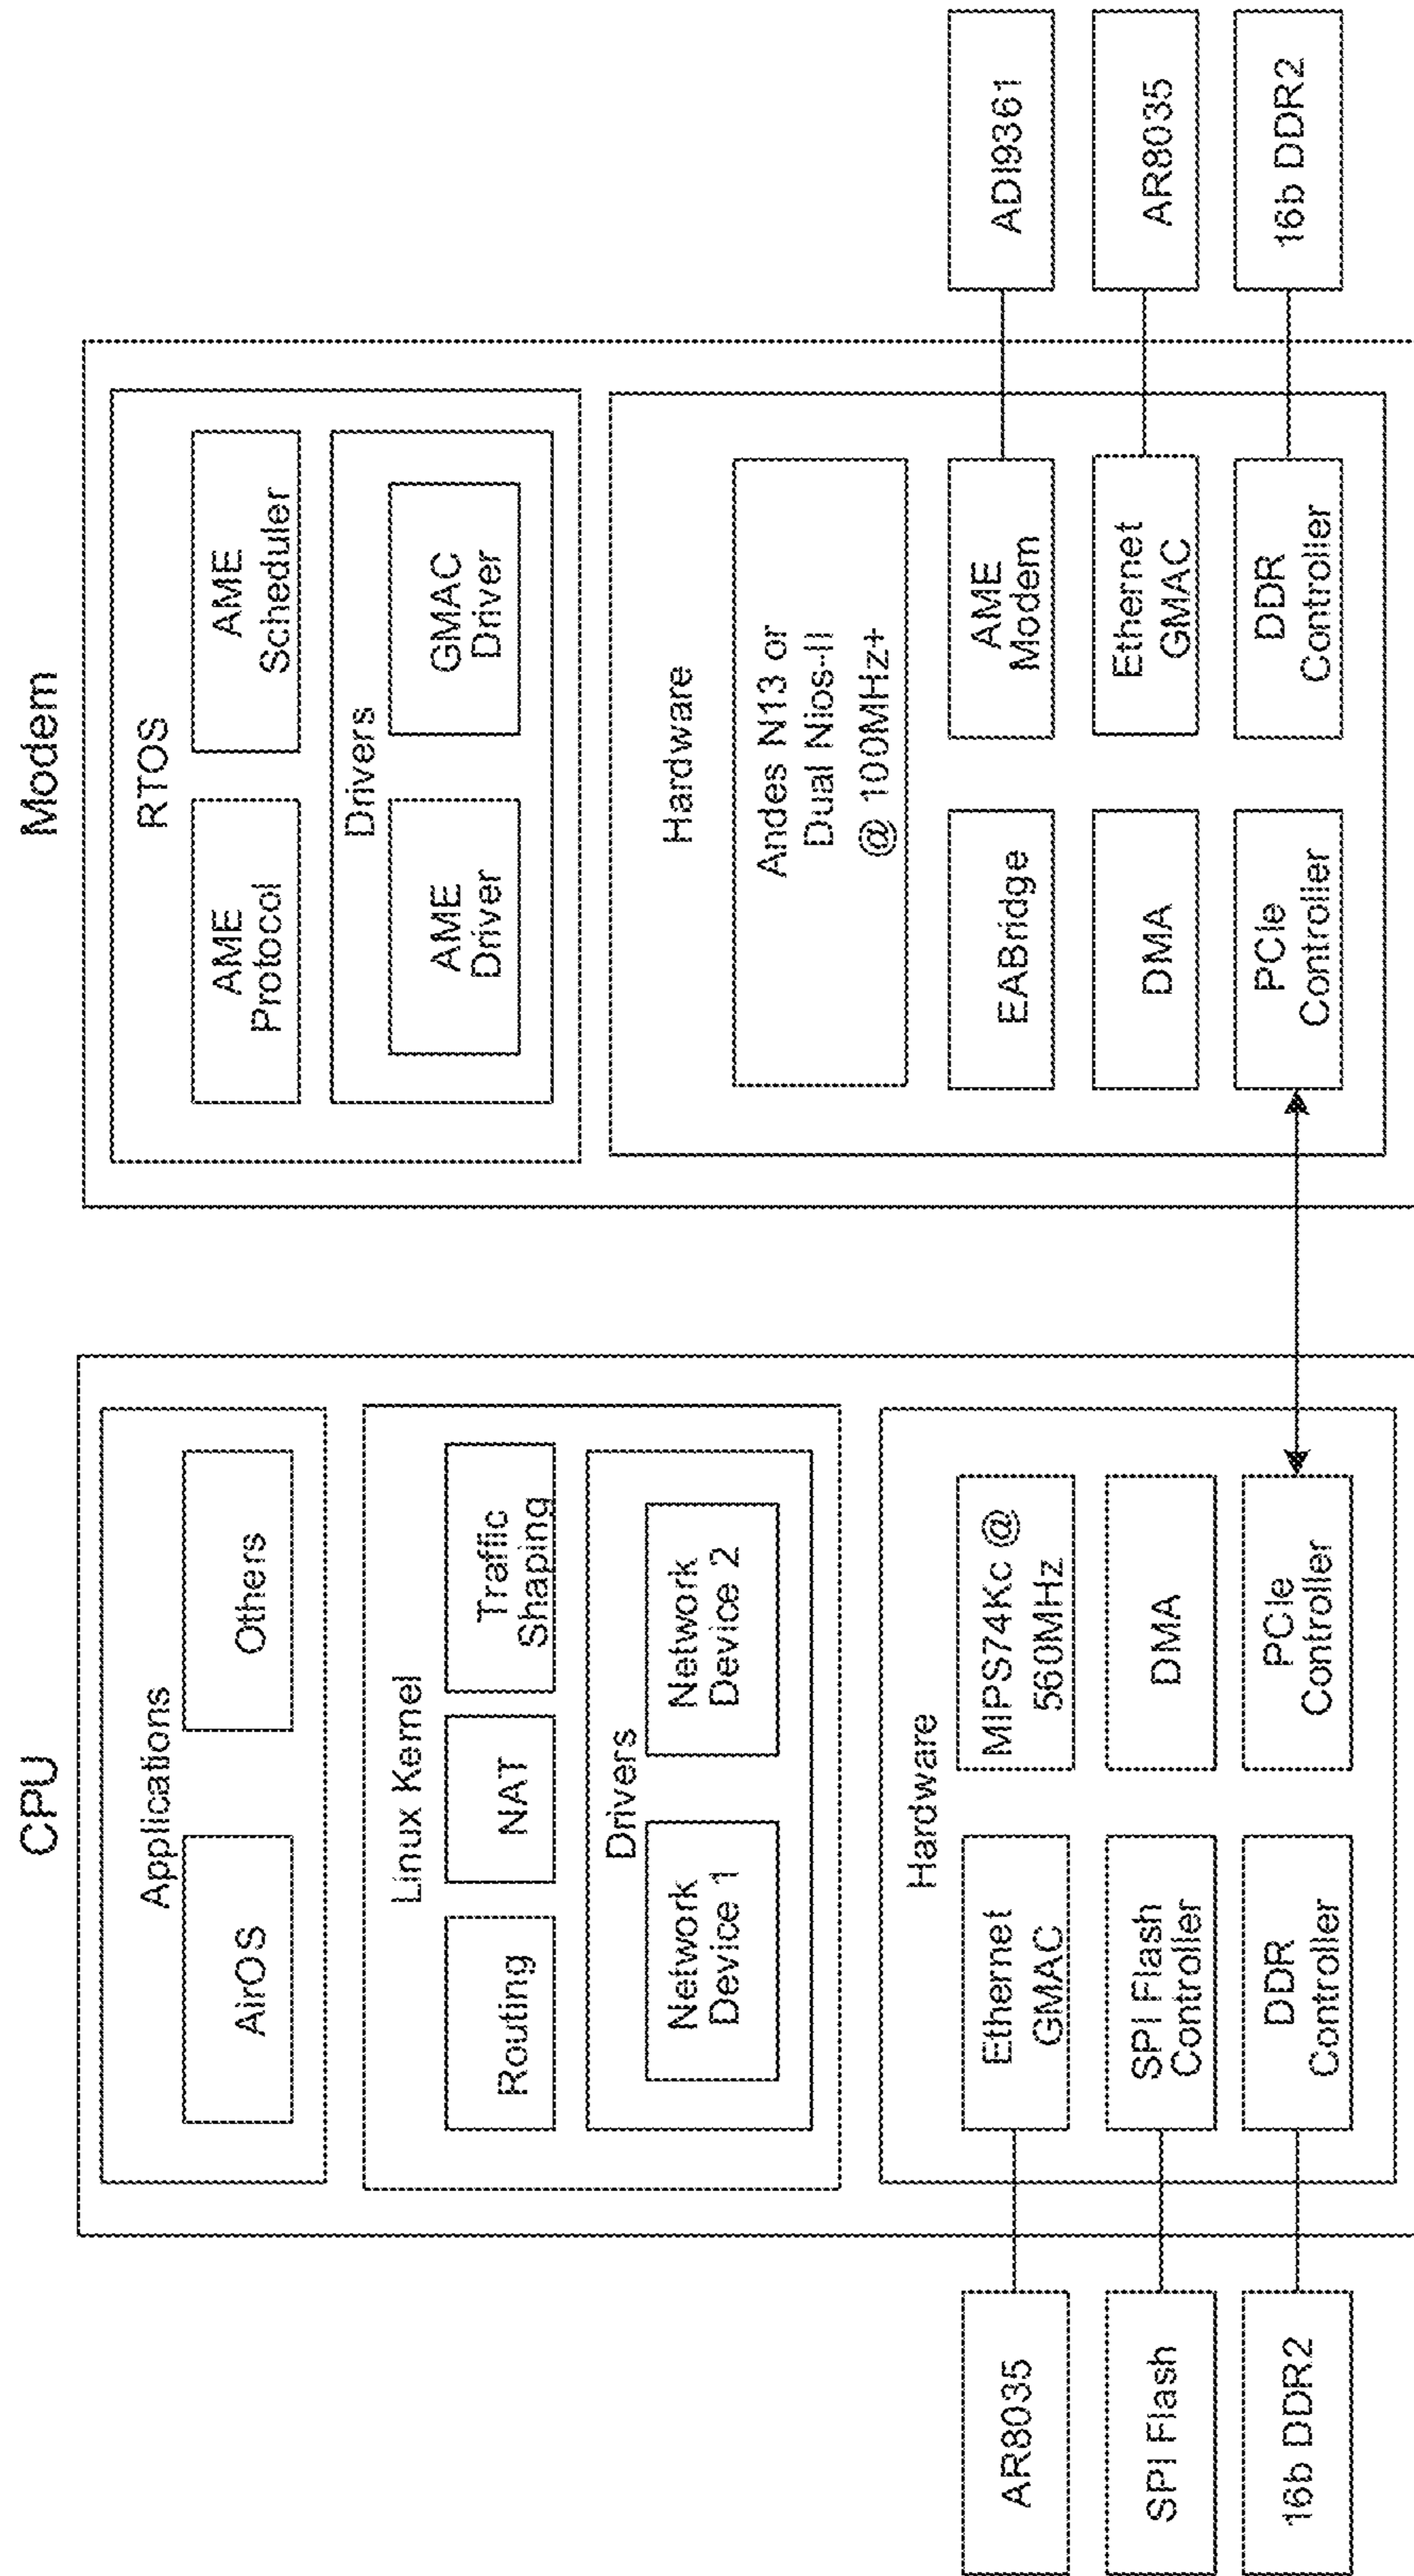 CPU
Applications
AirOS
Others
Linux Kernel
Routing
NAT
Traffic
Shaping
Drivers
Network
Device 1
Network
Device 2
Hardware
Ethernet
GMAC
MIPS74Kc @
560MHz
SPI Flash
Controller
DMA
DDR
Controller
PCIe
Controller
AR8035
SPI Flash
16b DDR2
Modem
RTOS
AME
Protocol
AME
Scheduler
Drivers
AME
Driver
GMAC
Driver
Hardware
Andes N13 or
Dual Nios-II
@ 100MHz+
EABridge
AME
Modem
DMA
Ethernet
GMAC
PCIe
Controller
DDR
Controller
ADI9361
AR8035
16b DDR2